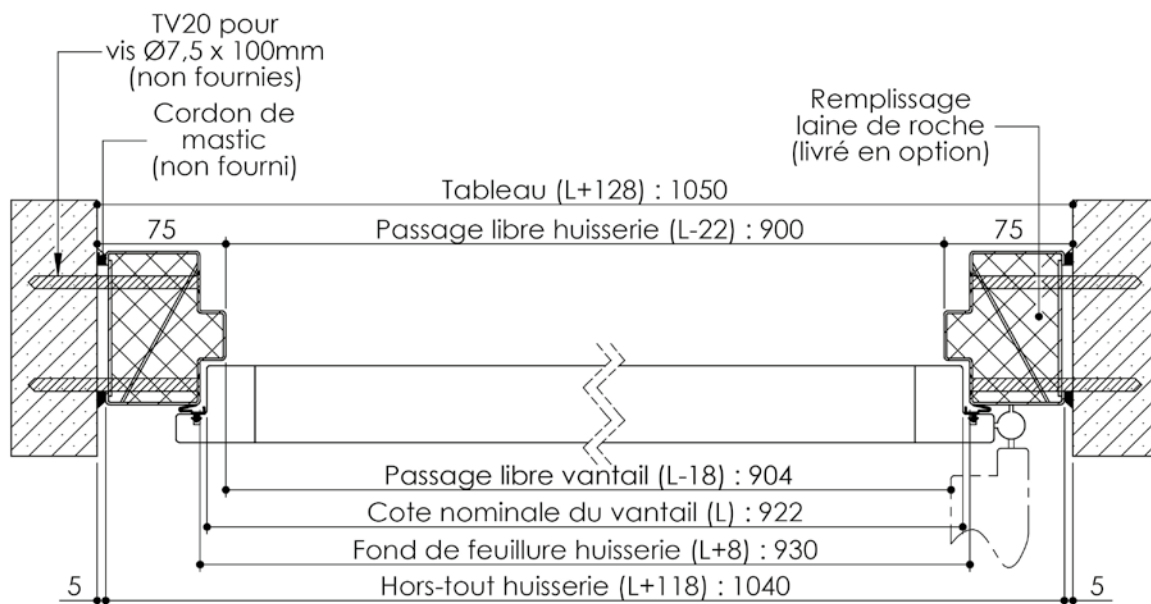 TV20 pour
vis Ø7,5 x 100mm
(non fournies)
Cordon de
mastic
(non fourni)
Remplissage
laine de roche
(livré en option)
Tableau (L+128) : 1050
75
Passage libre huisserie (L-22) : 900
75
Passage libre vantail (L-18) : 904
Cote nominale du vantail (L) : 922
Fond de feuillure huisserie (L+8) : 930
5
Hors-tout huisserie (L+118) : 1040
5